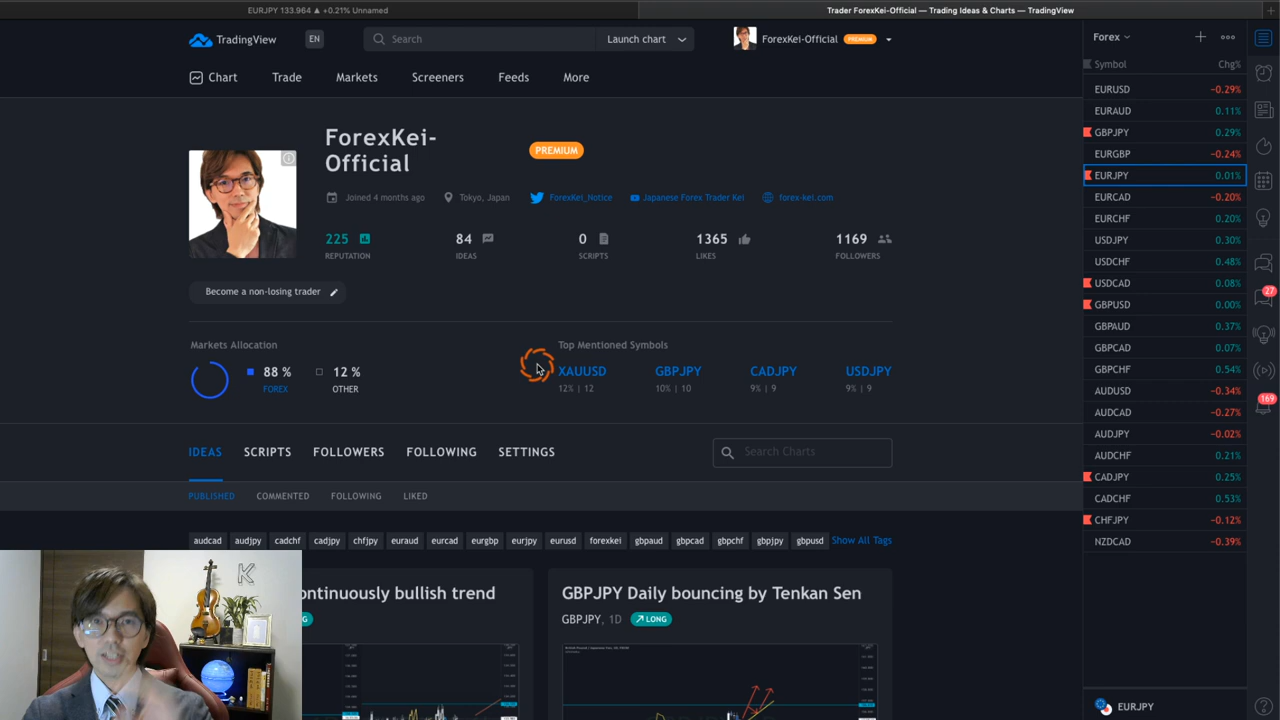 EURJPY 133.964 ▲ +0.21% Unnamed
Trader ForexKei-Official — Trading Ideas & Charts — TradingView
TradingView
EN
Search
Launch chart
ForexKei-Official
PREMIUM
Chart
Trade
Markets
Screeners
Feeds
More
ForexKei-
Official
PREMIUM
Joined 4 months ago
Tokyo, Japan
ForexKei_Notice
Japanese Forex Trader Kei
forex-kei.com
225
REPUTATION
84
IDEAS
0
SCRIPTS
1365
LIKES
1169
FOLLOWERS
Become a non-losing trader
Markets Allocation
88 %
FOREX
12 %
OTHER
Top Mentioned Symbols
XAUUSD
12% | 12
GBPJPY
10% | 10
CADJPY
9% | 9
USDJPY
9% | 9
IDEAS
SCRIPTS
FOLLOWERS
FOLLOWING
SETTINGS
Search Charts
PUBLISHED
COMMENTED
FOLLOWING
LIKED
audcad
audjpy
cadchf
cadjpy
chfjpy
euraud
eurcad
eurgbp
eurjpy
eurusd
forexkei
gbpaud
gbpcad
gbpchf
gbpjpy
gbpusd
Show All Tags
K
ontinuously bullish trend
GBPJPY Daily bouncing by Tenkan Sen
GBPJPY, 1D
LONG
Forex
Symbol Chg%
EURUSD −0.29%
EURAUD 0.11%
GBPJPY 0.29%
EURGBP −0.24%
EURJPY 0.01%
EURCAD −0.20%
EURCHF 0.20%
USDJPY 0.30%
USDCHF 0.48%
USDCAD 0.08%
GBPUSD 0.00%
GBPAUD 0.37%
GBPCAD 0.07%
GBPCHF 0.54%
AUDUSD −0.34%
AUDCAD −0.27%
AUDJPY −0.02%
AUDCHF 0.21%
CADJPY 0.25%
CADCHF 0.53%
CHFJPY −0.12%
NZDCAD −0.39%
EURJPY
27
169